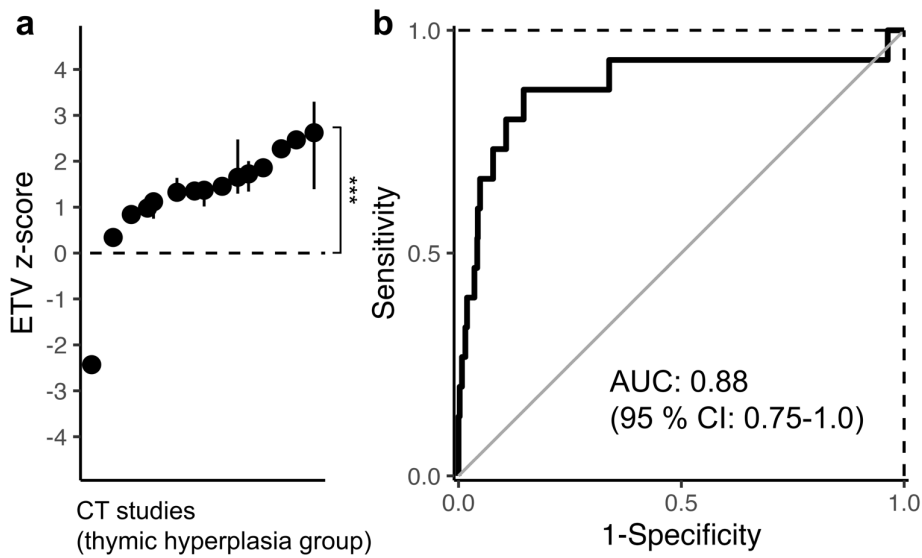 a
ETV z-score
4
3
2
1
0
-1
-2
-3
-4
***
CT studies
(thymic hyperplasia group)
b
Sensitivity
1.0
0.5
0.0
AUC: 0.88
(95 % CI: 0.75-1.0)
0.0 0.5 1.0
1-Specificity